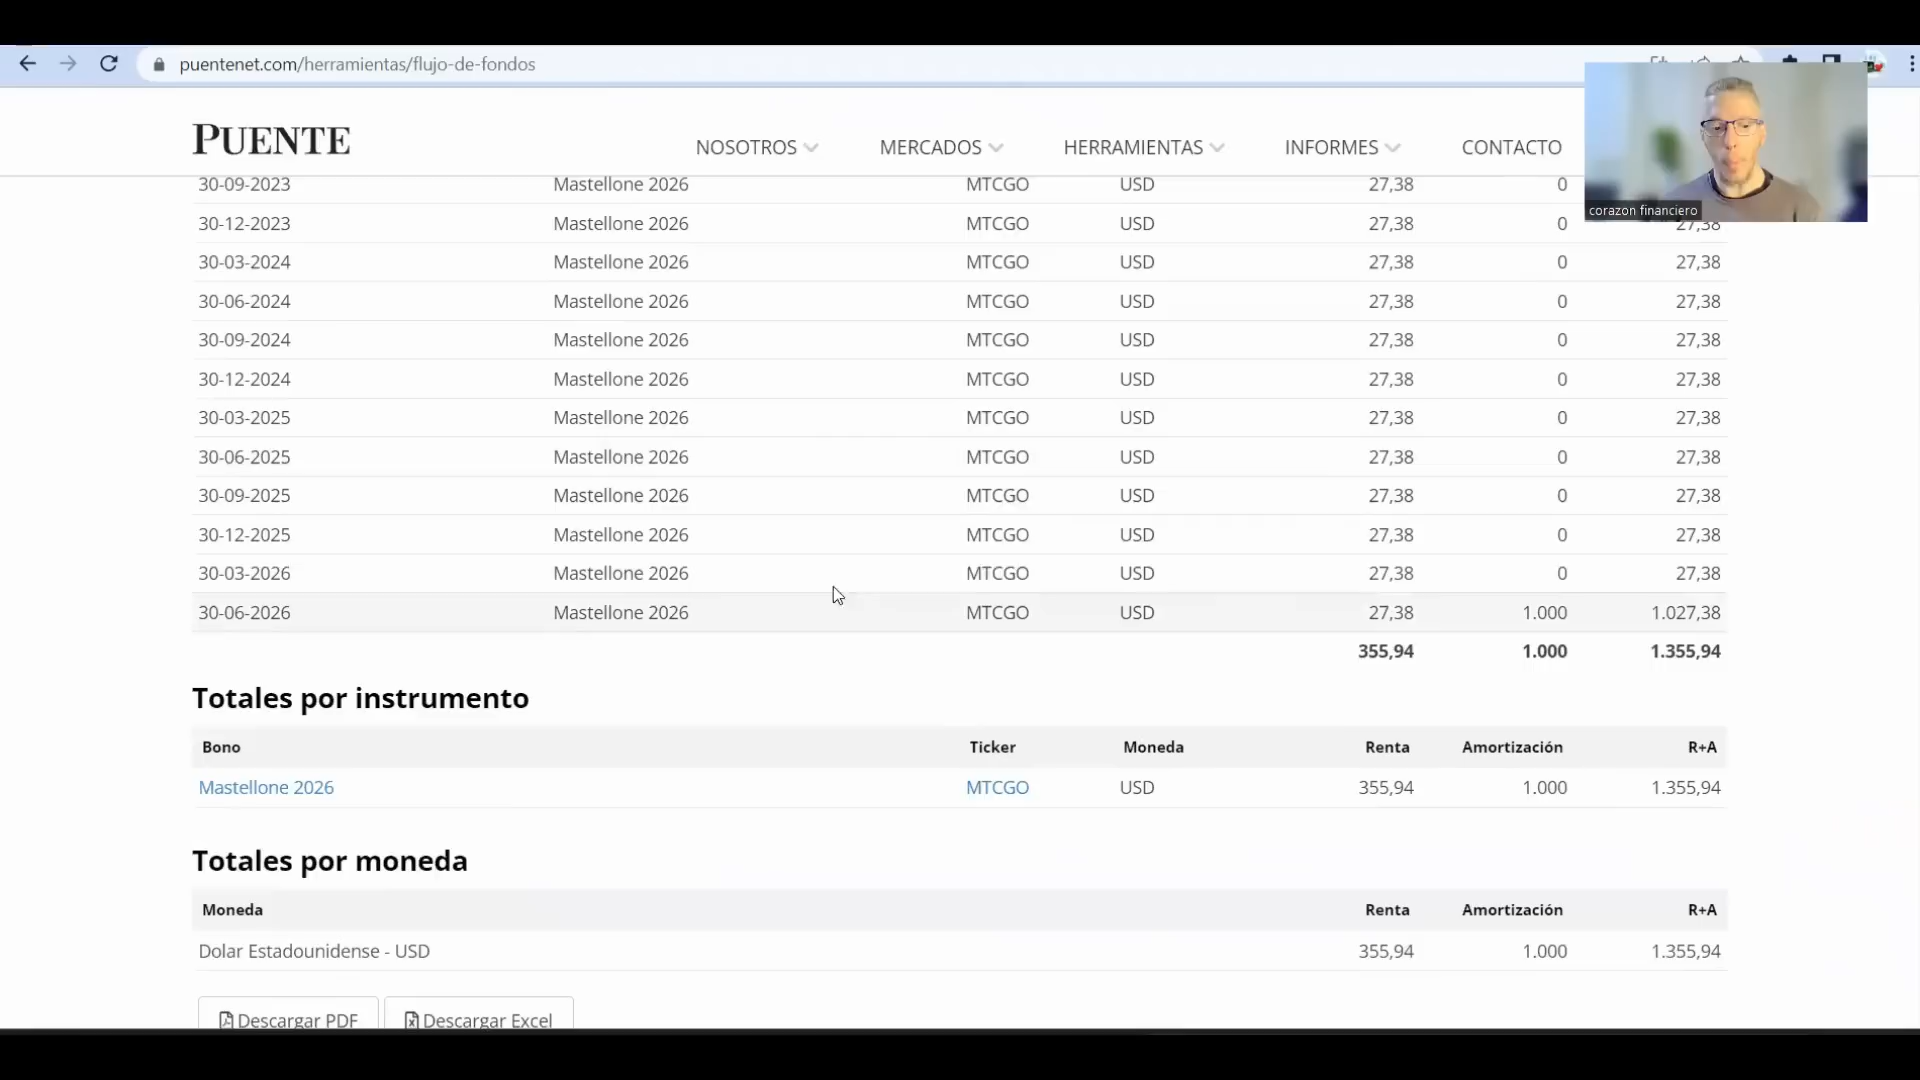 puentenet.com/herramientas/flujo-de-fondos
PUENTE
NOSOTROS MERCADOS HERRAMIENTAS INFORMES CONTACTO
corazon financiero
30-09-2023 Mastellone 2026 MTCGO USD 27,38 0
30-12-2023 Mastellone 2026 MTCGO USD 27,38 0 27,38
30-03-2024 Mastellone 2026 MTCGO USD 27,38 0 27,38
30-06-2024 Mastellone 2026 MTCGO USD 27,38 0 27,38
30-09-2024 Mastellone 2026 MTCGO USD 27,38 0 27,38
30-12-2024 Mastellone 2026 MTCGO USD 27,38 0 27,38
30-03-2025 Mastellone 2026 MTCGO USD 27,38 0 27,38
30-06-2025 Mastellone 2026 MTCGO USD 27,38 0 27,38
30-09-2025 Mastellone 2026 MTCGO USD 27,38 0 27,38
30-12-2025 Mastellone 2026 MTCGO USD 27,38 0 27,38
30-03-2026 Mastellone 2026 MTCGO USD 27,38 0 27,38
30-06-2026 Mastellone 2026 MTCGO USD 27,38 1.000 1.027,38
355,94 1.000 1.355,94
Totales por instrumento
Bono Ticker Moneda Renta Amortización R+A
Mastellone 2026 MTCGO USD 355,94 1.000 1.355,94
Totales por moneda
Moneda Renta Amortización R+A
Dolar Estadounidense - USD 355,94 1.000 1.355,94
Descargar PDF Descargar Excel